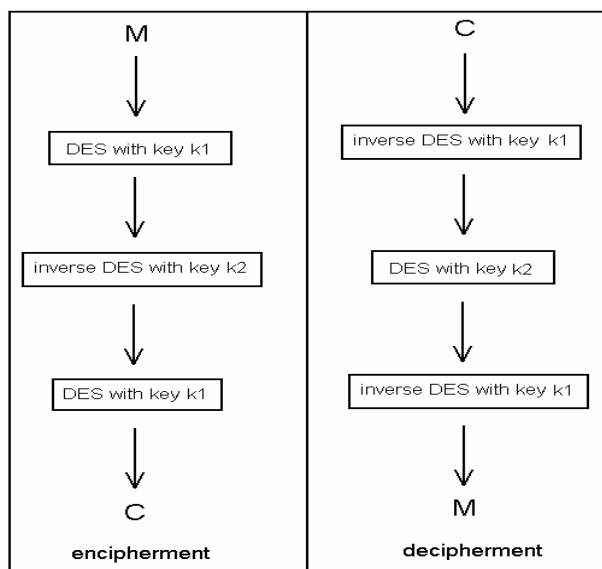 M
DES with key k1
inverse DES with key k2
DES with key k1
C
encipherment
C
inverse DES with key k1
DES with key k2
inverse DES with key k1
M
decipherment